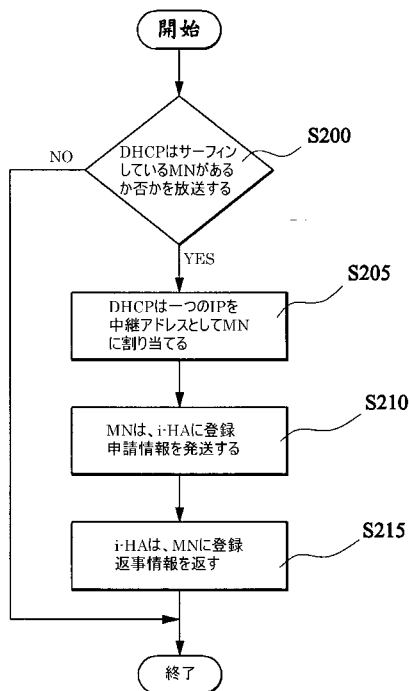 開始
S200
DHCPはサーフィン
しているMNがある
か否かを放送する
NO
YES
S205
DHCPは一つのIPを
中継アドレスとしてMN
に割り当てる
S210
MNは、i-HAに登録
申請情報を発送する
S215
i-HAは、MNに登録
返事情報を返す
終了